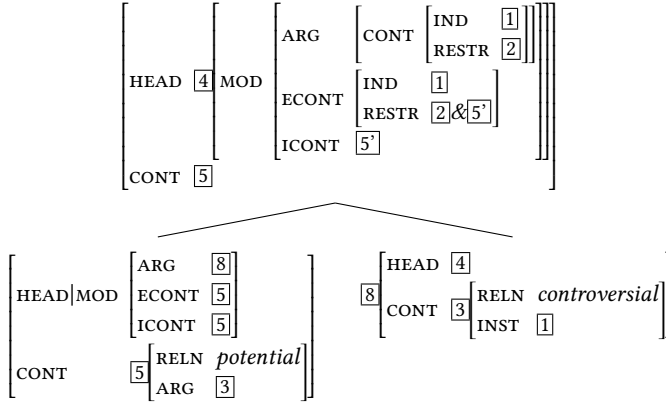 ARG [CONT [IND 1
RESTR 2]]
HEAD 4 [MOD
ECONT [IND 1
RESTR 2&5’]
ICONT 5’
CONT 5
ARG 8
HEAD|MOD ECONT 5
ICONT 5
CONT 5 [RELN potential
ARG 3]
HEAD 4
8 [CONT 3 [RELN controversial
INST 1]]